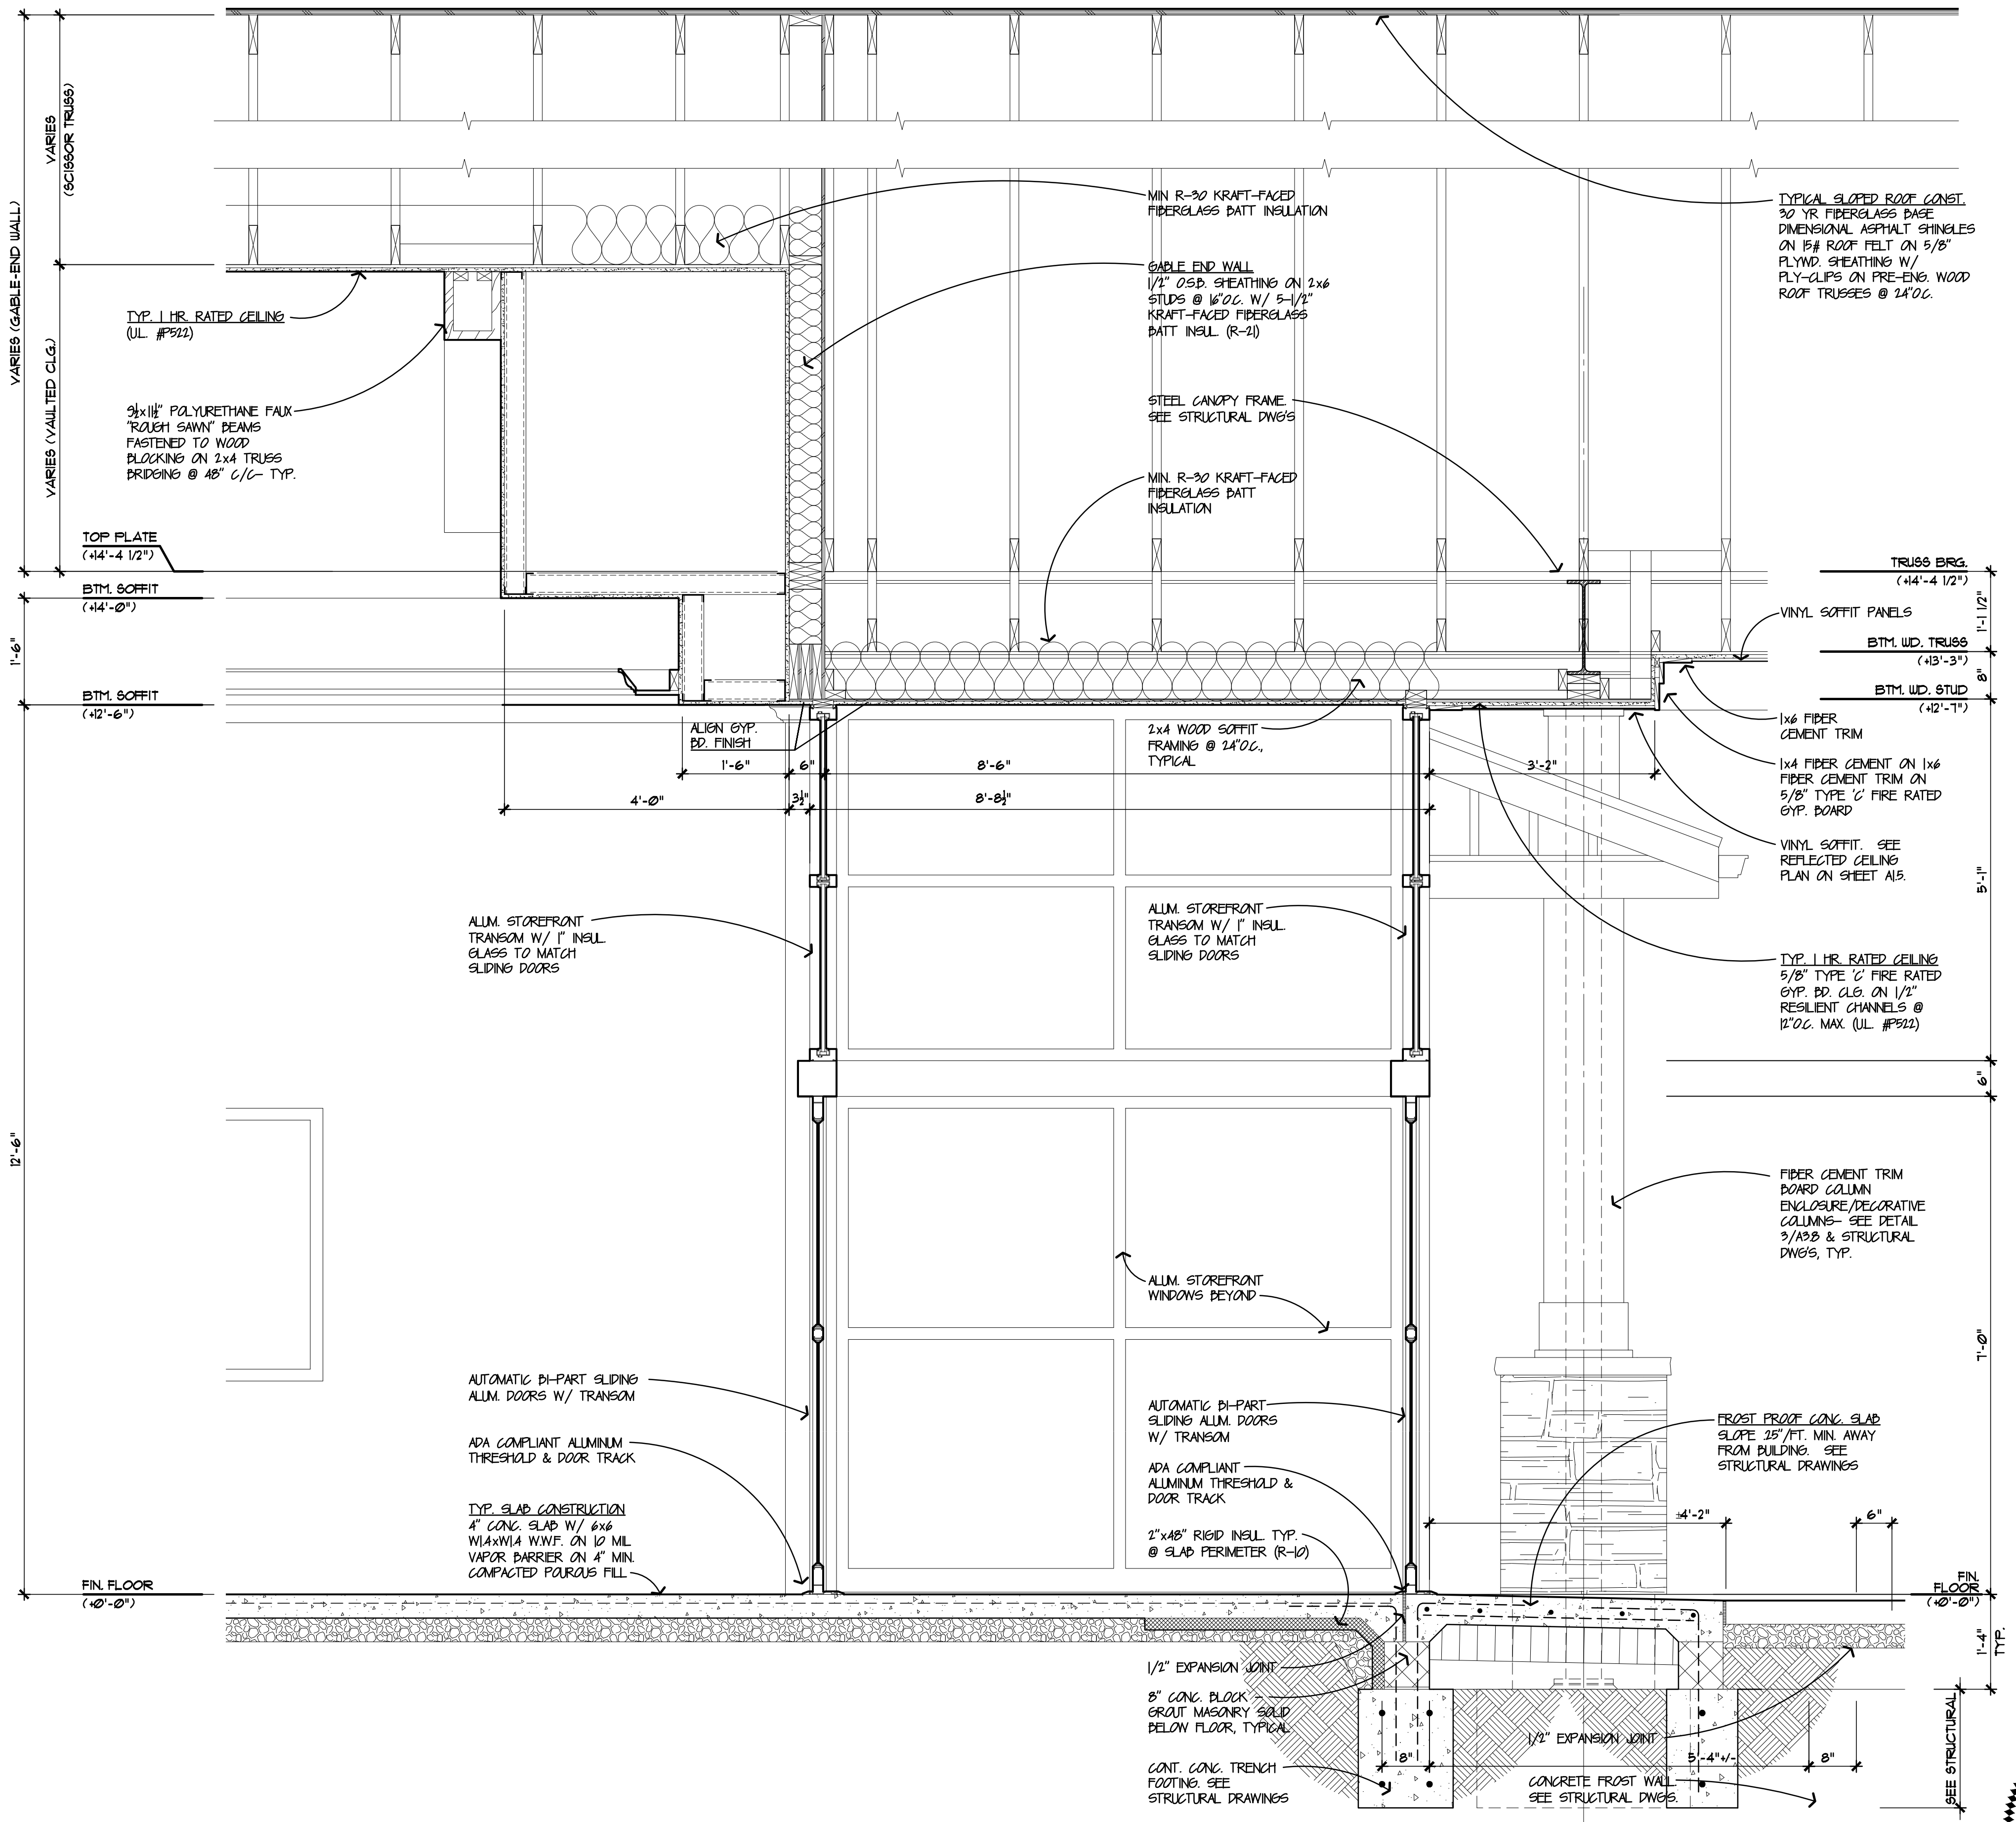 VARIES (GABLE-END WALL)
VARIES
(SCISSOR TRUSS)
VARIES (VAULTED CLG.)
1'-6"
12'-6"
TOP PLATE
(+14'-4 1/2")
BTM. SOFFIT
(+14'-0")
BTM. SOFFIT
(+12'-6")
FIN. FLOOR
(+0'-0")
TYP. 1 HR. RATED CEILING
(U.L. #P522)
9½x11½" POLYURETHANE FAUX
"ROUGH SAWN" BEAMS
FASTENED TO WOOD
BLOCKING ON 2x4 TRUSS
BRIDGING @ 48" C/C- TYP.
MIN R-30 KRAFT-FACED
FIBERGLASS BATT INSULATION
GABLE END WALL
1/2" O.S.B. SHEATHING ON 2x6
STUDS @ 16"O.C. W/ 5-1/2"
KRAFT-FACED FIBERGLASS
BATT INSUL. (R-21)
STEEL CANOPY FRAME.
SEE STRUCTURAL DWG'S
MIN. R-30 KRAFT-FACED
FIBERGLASS BATT
INSULATION
TYPICAL SLOPED ROOF CONST.
30 YR FIBERGLASS BASE
DIMENSIONAL ASPHALT SHINGLES
ON 15# ROOF FELT ON 5/8"
PLYWD. SHEATHING W/
PLY-CLIPS ON PRE-ENG. WOOD
ROOF TRUSSES @ 24"O.C.
TRUSS BRG.
(+14'-4 1/2")
1'-1 1/2"
VINYL SOFFIT PANELS
BTM. WD. TRUSS
(+13'-3")
8"
BTM. WD. STUD
(+12'-7")
1x6 FIBER
CEMENT TRIM
1x4 FIBER CEMENT ON 1x6
FIBER CEMENT TRIM ON
5/8" TYPE 'C' FIRE RATED
GYP. BOARD
VINYL SOFFIT. SEE
REFLECTED CEILING
PLAN ON SHEET A1.5.
5'-1"
ALIGN GYP.
BD. FINISH
2x4 WOOD SOFFIT
FRAMING @ 24"O.C.,
TYPICAL
1'-6"
6"
8'-6"
3'-2"
4'-0"
3½"
8'-8½"
ALUM. STOREFRONT
TRANSOM W/ 1" INSUL.
GLASS TO MATCH
SLIDING DOORS
ALUM. STOREFRONT
TRANSOM W/ 1" INSUL.
GLASS TO MATCH
SLIDING DOORS
TYP. 1 HR. RATED CEILING
5/8" TYPE 'C' FIRE RATED
GYP. BD. CLG. ON 1/2"
RESILIENT CHANNELS @
12"O.C. MAX. (U.L. #P522)
6"
FIBER CEMENT TRIM
BOARD COLUMN
ENCLOSURE/DECORATIVE
COLUMNS- SEE DETAIL
3/A3.8 & STRUCTURAL
DWG'S, TYP.
ALUM. STOREFRONT
WINDOWS BEYOND
7'-0"
AUTOMATIC BI-PART SLIDING
ALUM. DOORS W/ TRANSOM
ADA COMPLIANT ALUMINUM
THRESHOLD & DOOR TRACK
TYP. SLAB CONSTRUCTION
4" CONC. SLAB W/ 6x6
W1.4xW1.4 W.W.F. ON 10 MIL
VAPOR BARRIER ON 4" MIN.
COMPACTED POUROUS FILL
AUTOMATIC BI-PART
SLIDING ALUM. DOORS
W/ TRANSOM
ADA COMPLIANT
ALUMINUM THRESHOLD &
DOOR TRACK
2"x48" RIGID INSUL. TYP.
@ SLAB PERIMETER (R-10)
FROST PROOF CONC. SLAB
SLOPE .25"/FT. MIN. AWAY
FROM BUILDING. SEE
STRUCTURAL DRAWINGS
±4'-2"
6"
FIN.
FLOOR
(+0'-0")
1'-4"
TYP.
1/2" EXPANSION JOINT
8" CONC. BLOCK
GROUT MASONRY SOLID
BELOW FLOOR, TYPICAL
CONT. CONC. TRENCH
FOOTING. SEE
STRUCTURAL DRAWINGS
8"
1/2" EXPANSION JOINT
5'-4"+/-
8"
CONCRETE FROST WALL
SEE STRUCTURAL DWGS.
SEE STRUCTURAL